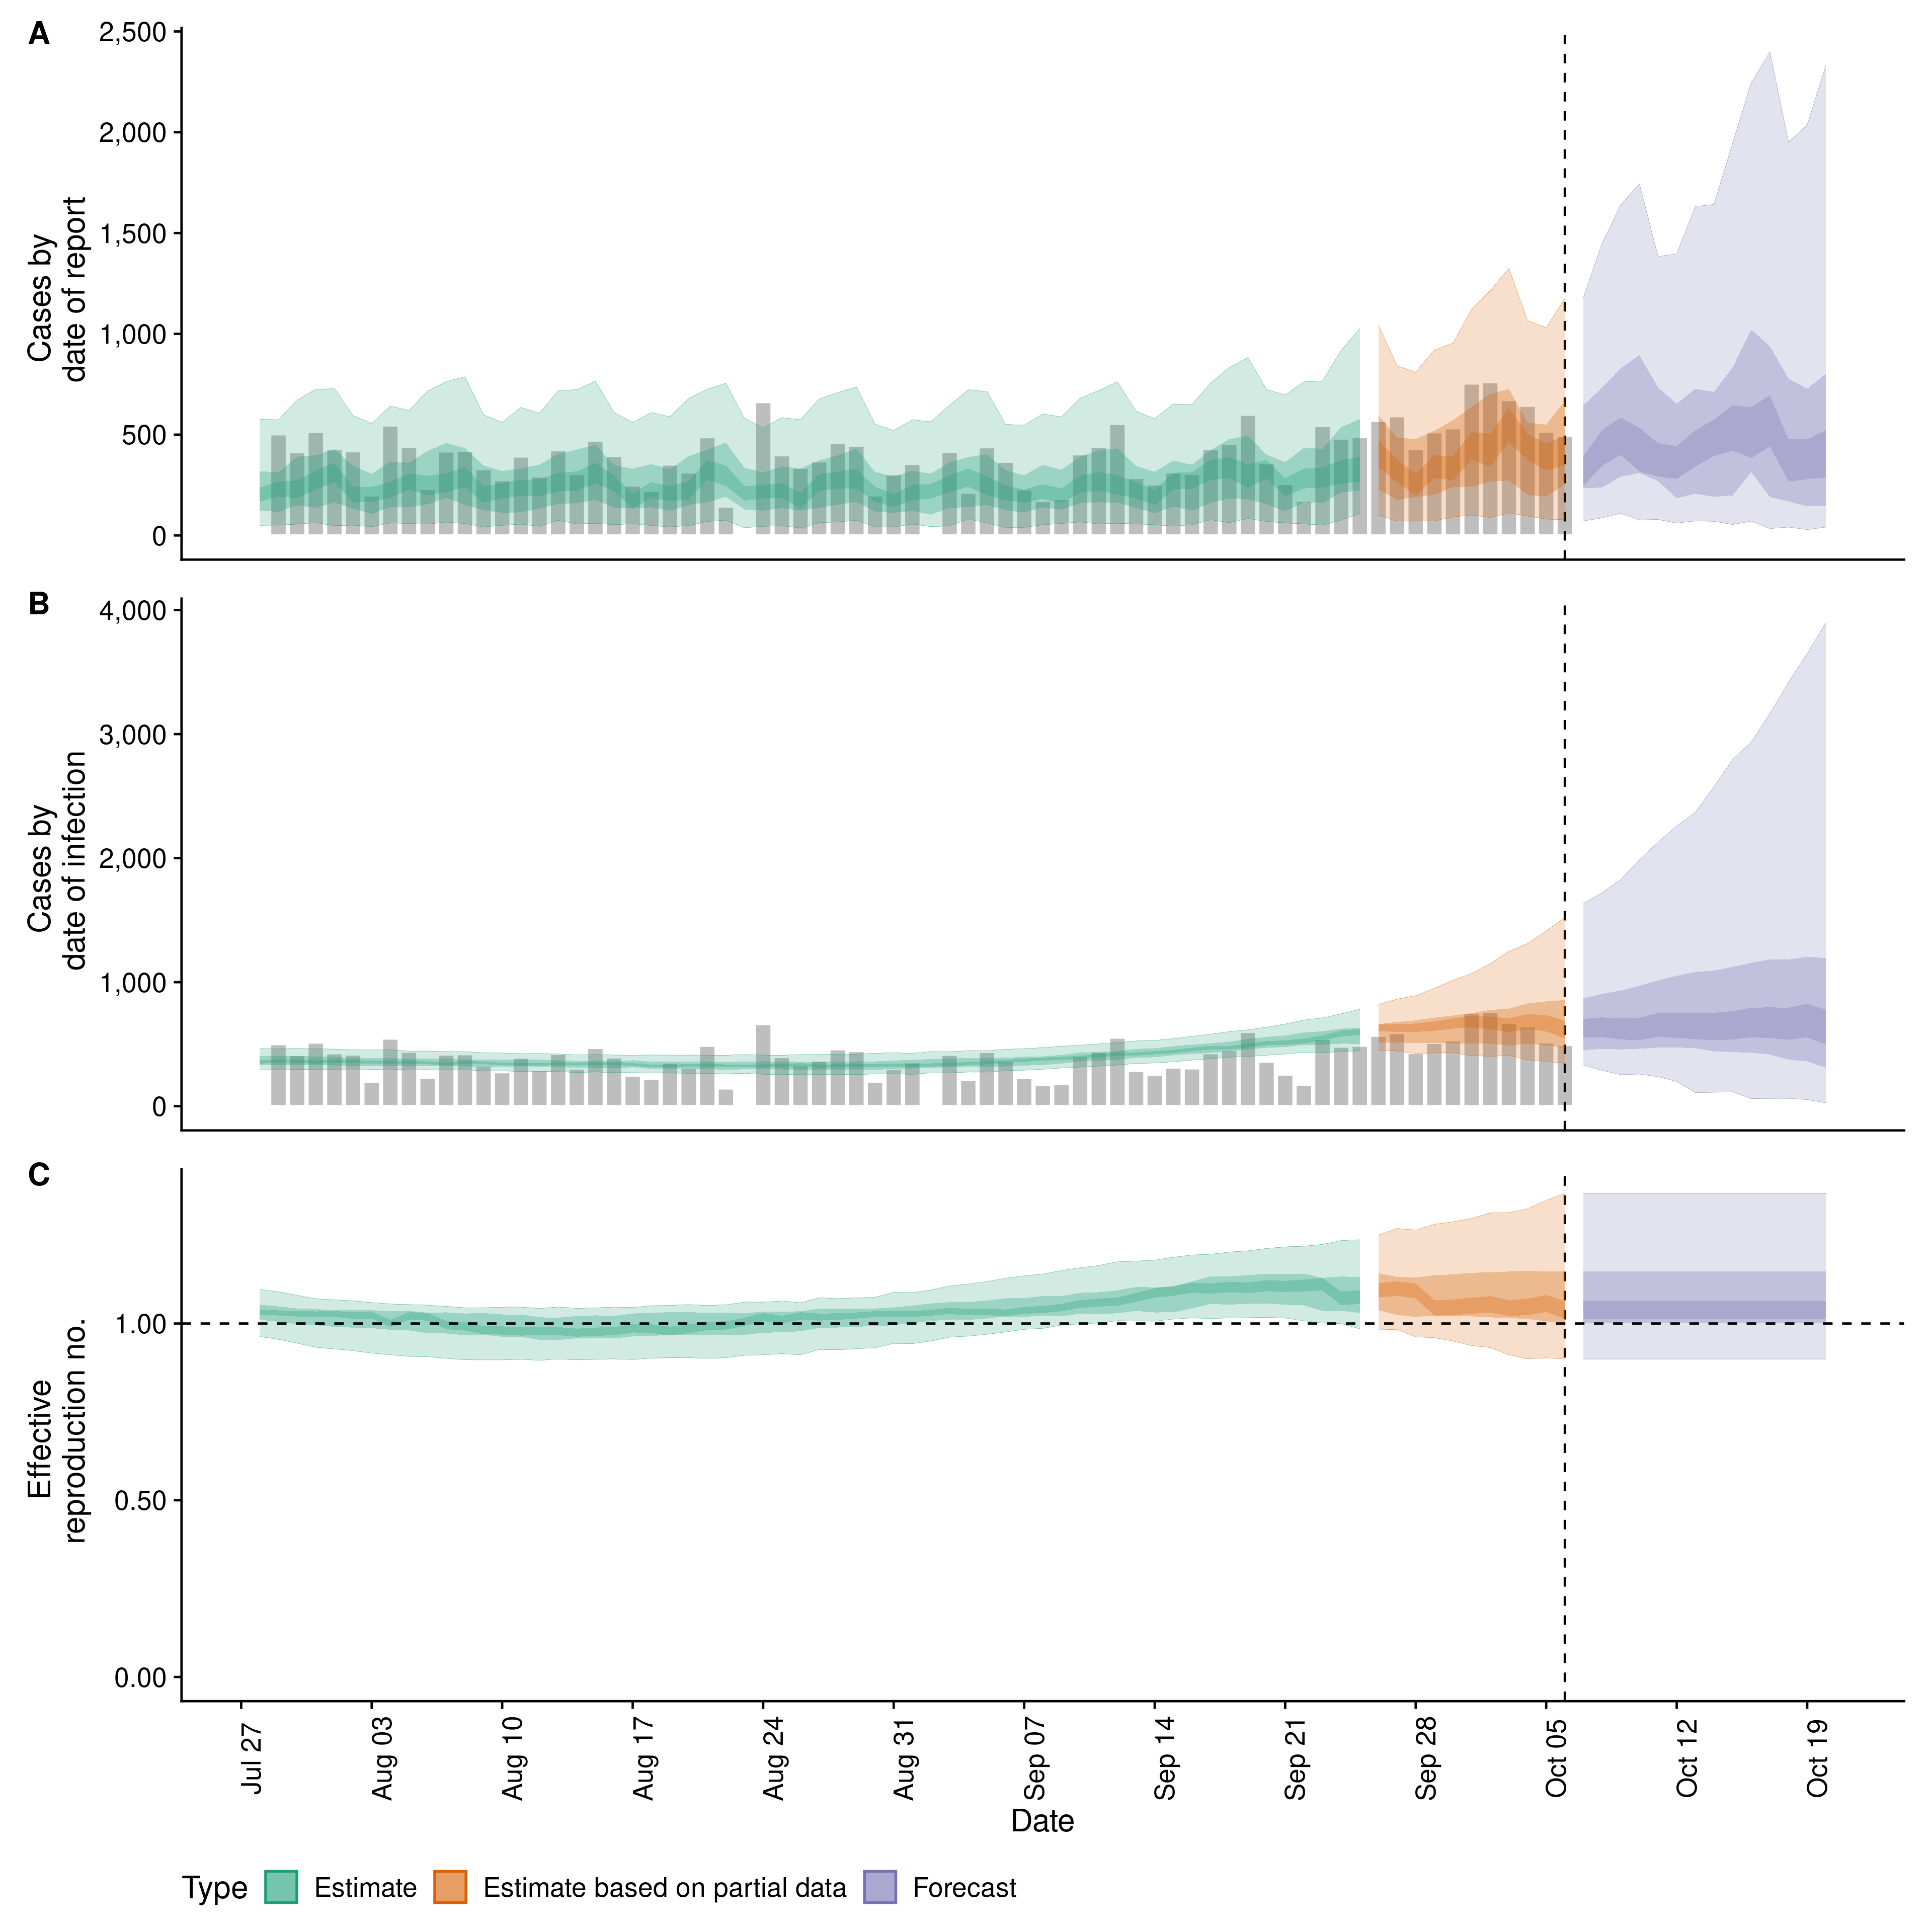 A
2,500
2,000
1,500
1,000
500
0
Cases by
date of report
B
4,000
3,000
2,000
1,000
0
Cases by
date of infection
C
1.00
0.50
0.00
Effective
reproduction no.
Jul 27
Aug 03
Aug 10
Aug 17
Aug 24
Aug 31
Sep 07
Sep 14
Sep 21
Sep 28
Oct 05
Oct 12
Oct 19
Date
Type Estimate Estimate based on partial data Forecast